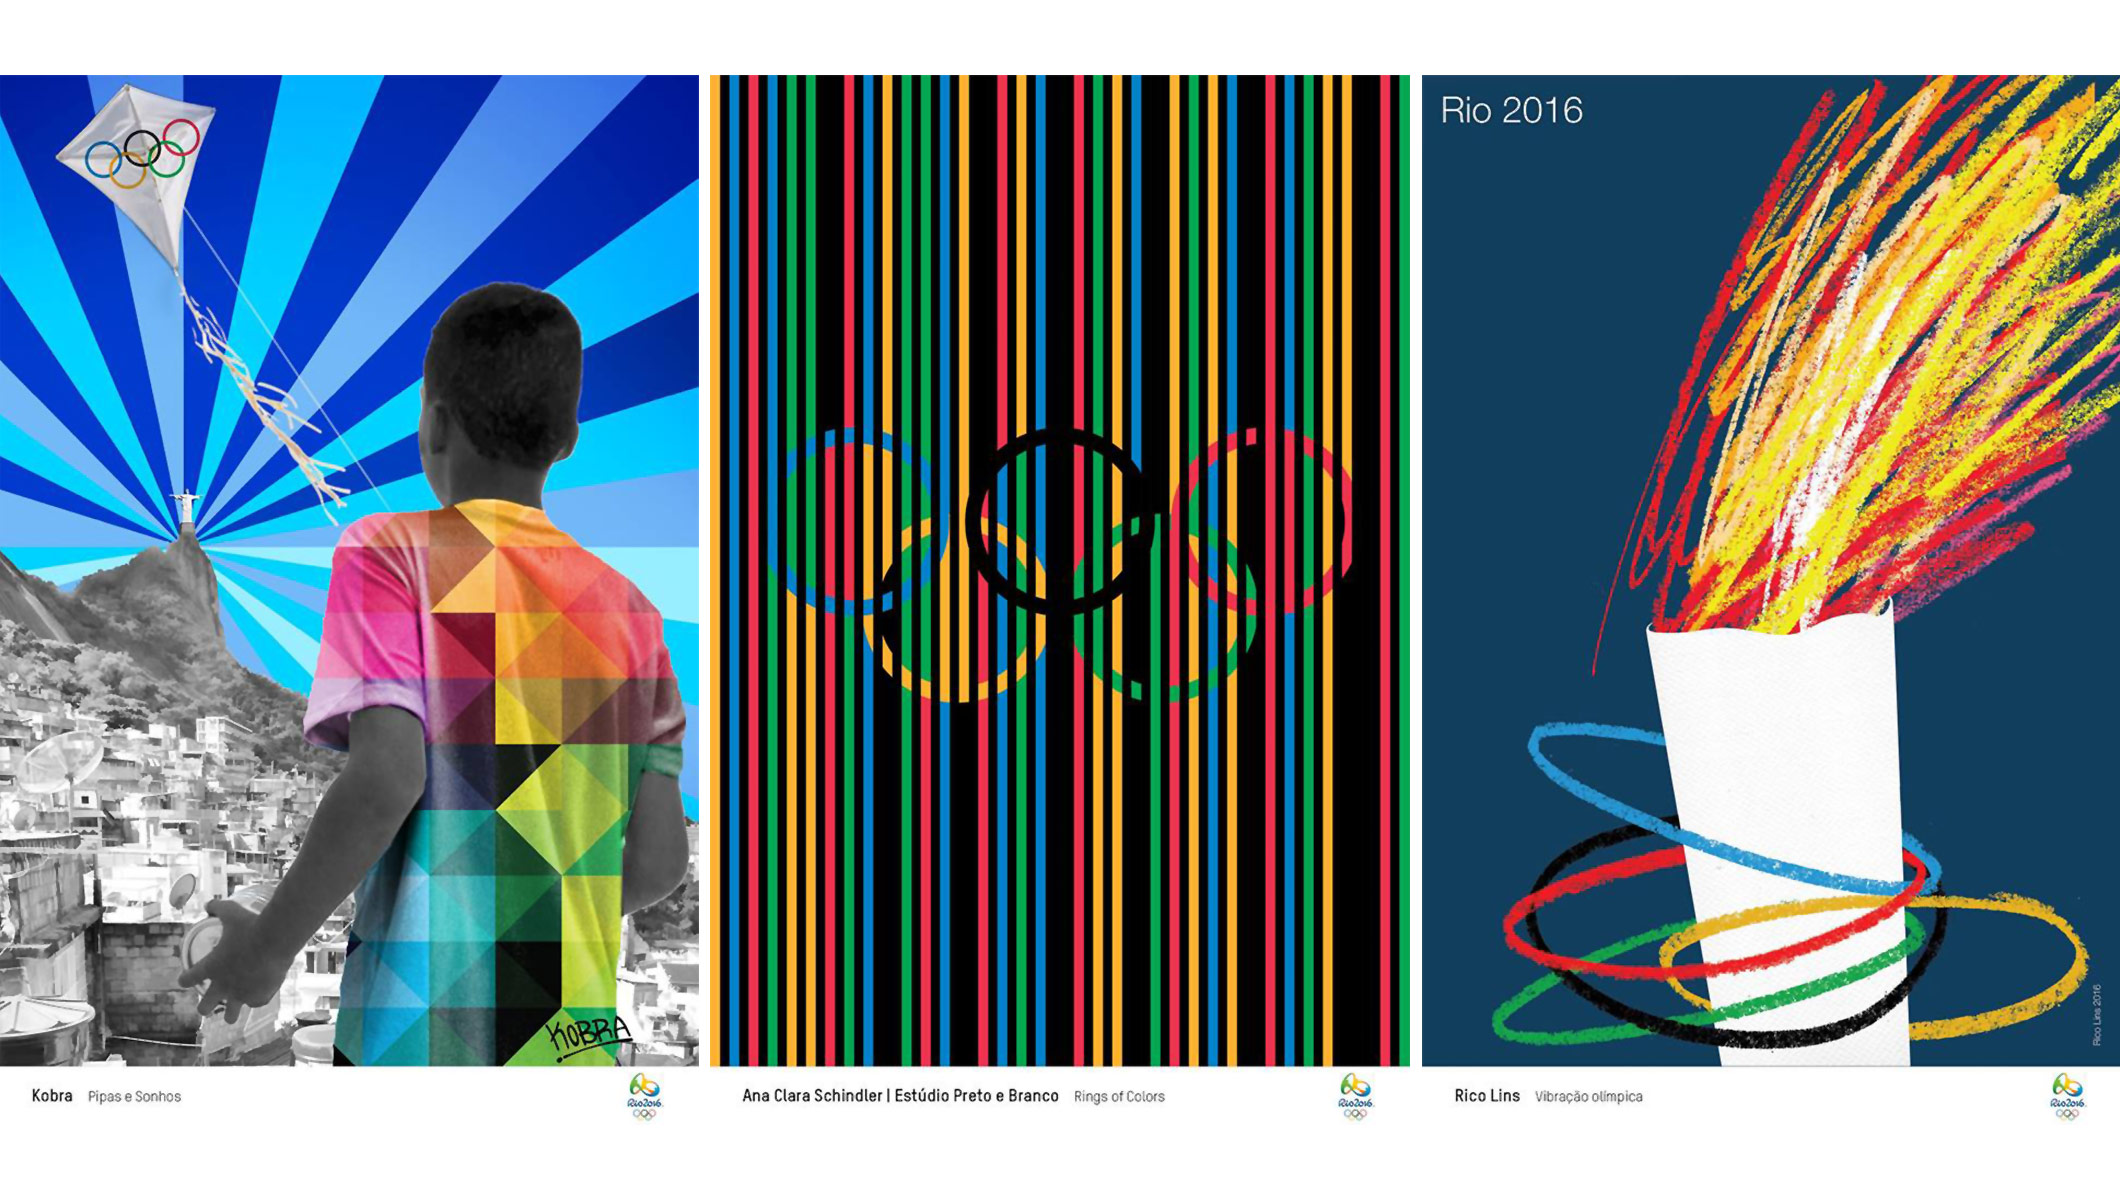 KOBRA
Kobra Pipas e Sonhos
Rio2016
Ana Clara Schindler | Estúdio Preto e Branco Rings of Colors
Rio2016
Rio 2016
Rico Lins 2016
Rico Lins Vibração olímpica
Rio2016